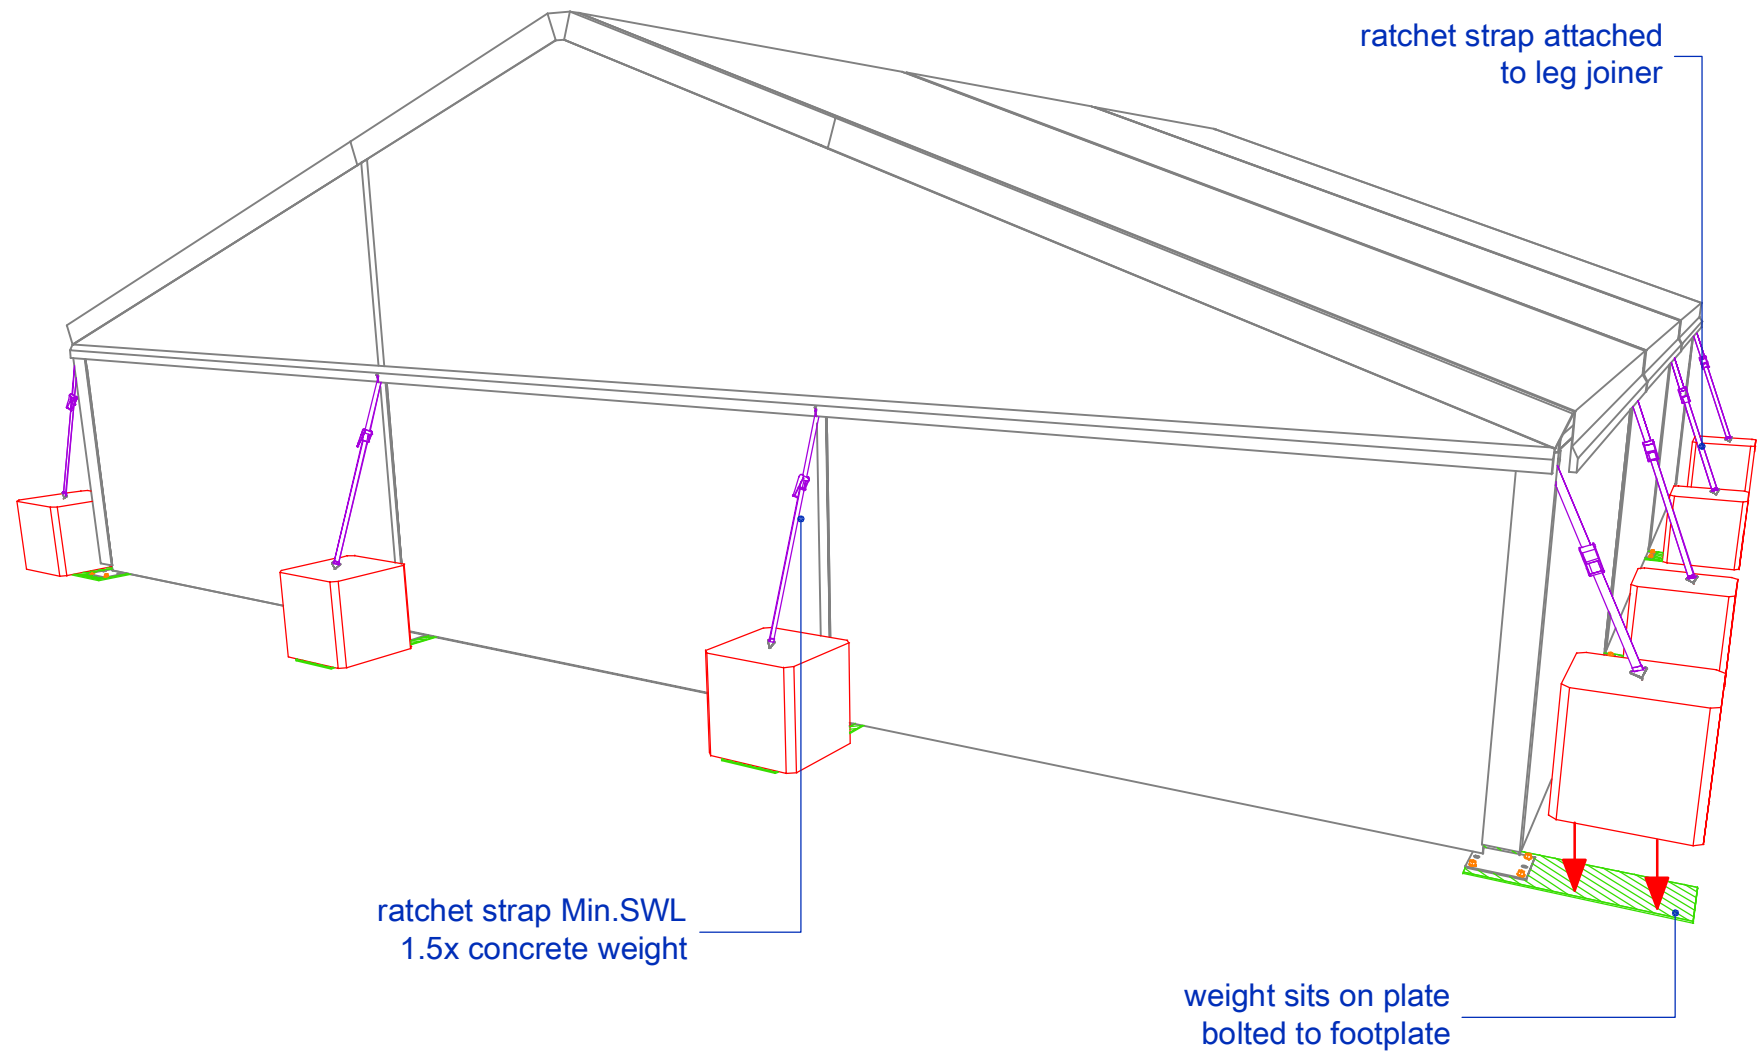 ratchet strap attached
to leg joiner
ratchet strap Min.SWL
1.5x concrete weight
weight sits on plate
bolted to footplate